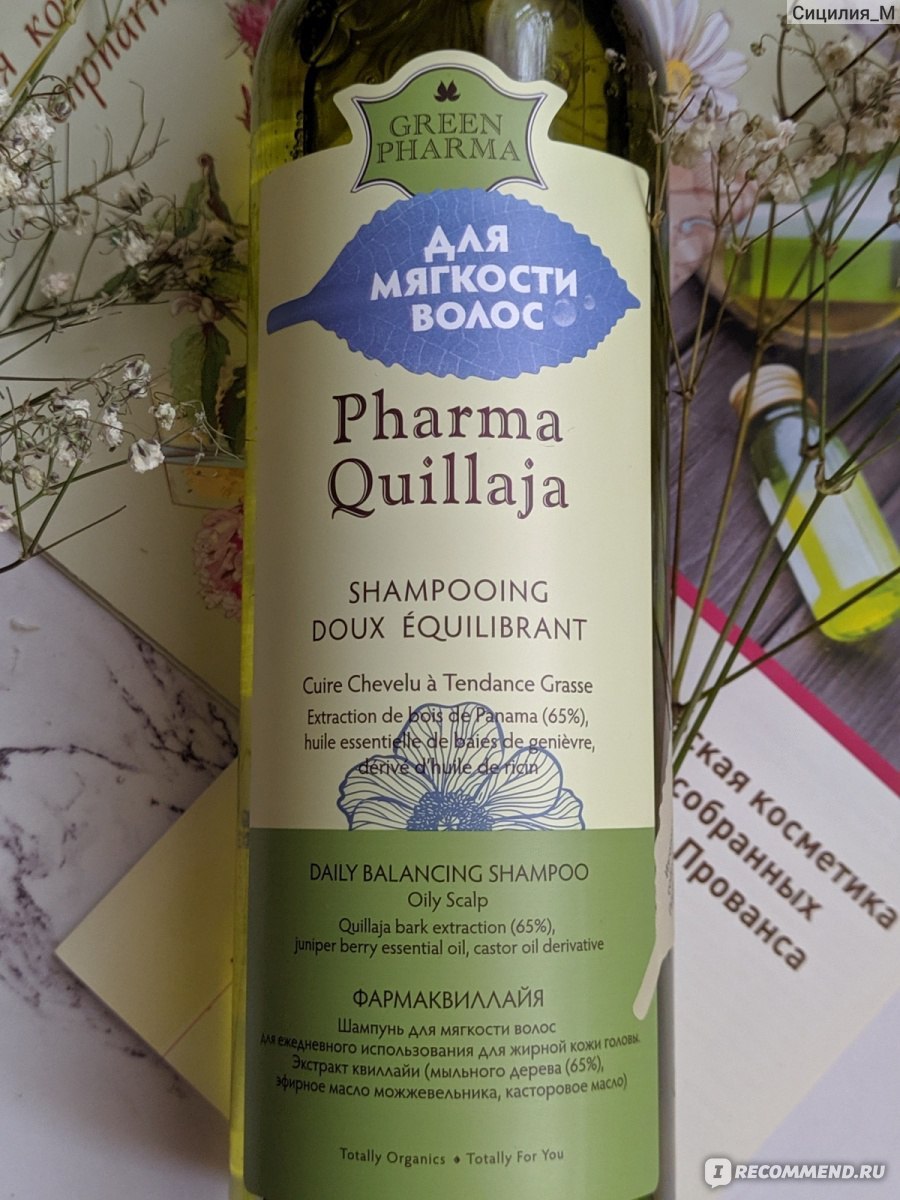 Сицилия_М
GREEN
PHARMA
ДЛЯ
МЯГКОСТИ
ВОЛОС
Pharma
Quillaja
SHAMPOOING
DOUX ÉQUILIBRANT
Cuire Chevelu à Tendance Grasse
Extraction de bois de Panama (65%),
huile essentielle de baies de genièvre,
dérivé d'huile de ricin
DAILY BALANCING SHAMPOO
Oily Scalp
Quillaja bark extraction (65%),
juniper berry essential oil, castor oil derivative
ФАРМАКВИЛЛАЙЯ
Шампунь для мягкости волос
для ежедневного использования для жирной кожи головы.
Экстракт квиллайи (мыльного дерева (65%),
эфирное масло можжевельника, касторовое масло)
Totally Organics • Totally For You
косметика
собранных
Прованса
IRECOMMEND.RU